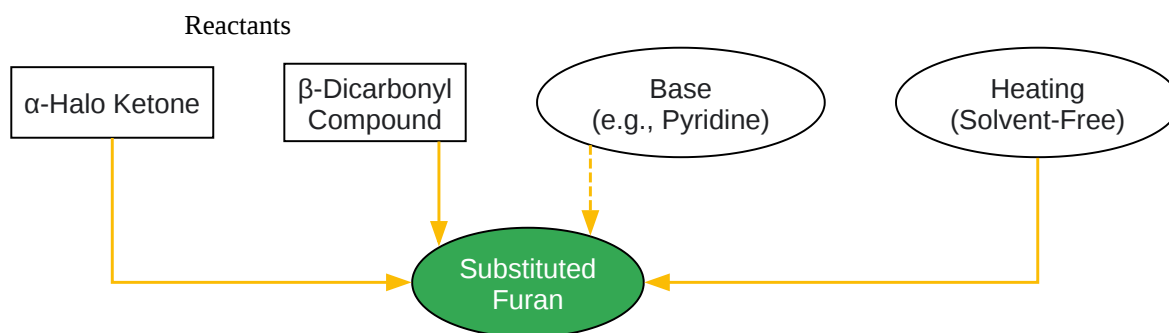 Reactants
α-Halo Ketone
β-Dicarbonyl
Compound
Base
(e.g., Pyridine)
Heating
(Solvent-Free)
Substituted
Furan